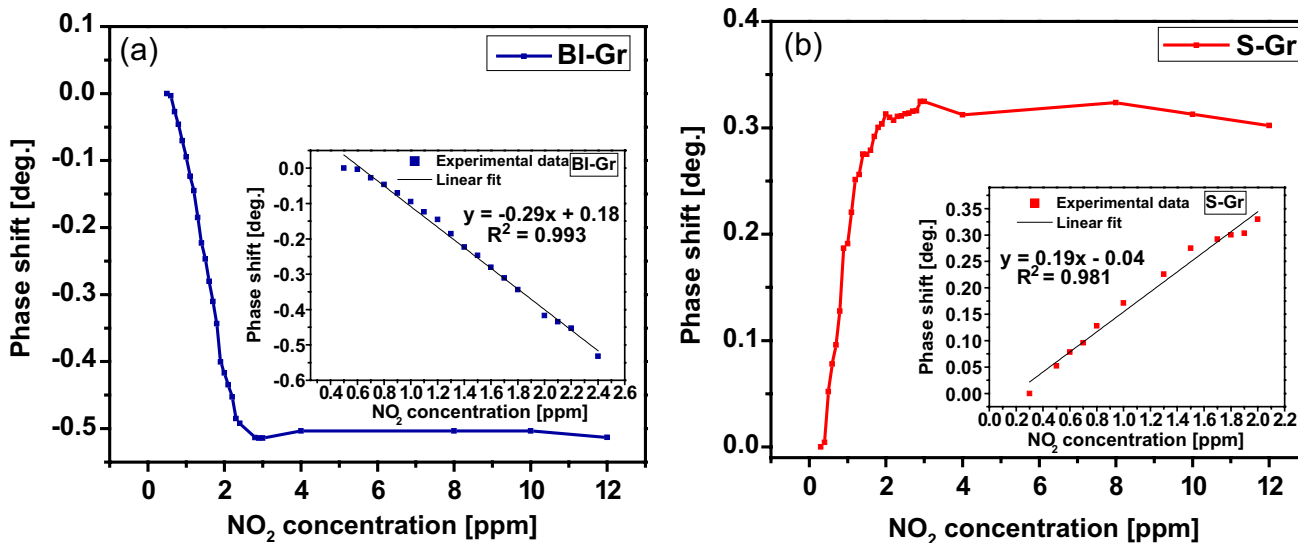 (a)
Bl-Gr
Phase shift [deg.]
0.1
0.0
-0.1
-0.2
-0.3
-0.4
-0.5
0 2 4 6 8 10 12
NO2 concentration [ppm]
Experimental data
Bl-Gr
Linear fit
y = -0.29x + 0.18
R2 = 0.993
Phase shift [deg.]
0.0
-0.1
-0.2
-0.3
-0.4
-0.5
-0.6
0.4 0.6 0.8 1.0 1.2 1.4 1.6 1.8 2.0 2.2 2.4 2.6
NO2 concentration [ppm]
(b)
S-Gr
Phase shift [deg.]
0.4
0.3
0.2
0.1
0.0
0 2 4 6 8 10 12
NO2 concentration [ppm]
Experimental data
S-Gr
Linear fit
y = 0.19x - 0.04
R2 = 0.981
Phase shift [deg.]
0.35
0.30
0.25
0.20
0.15
0.10
0.05
0.00
0.0 0.2 0.4 0.6 0.8 1.0 1.2 1.4 1.6 1.8 2.0 2.2
NO2 concentration [ppm]